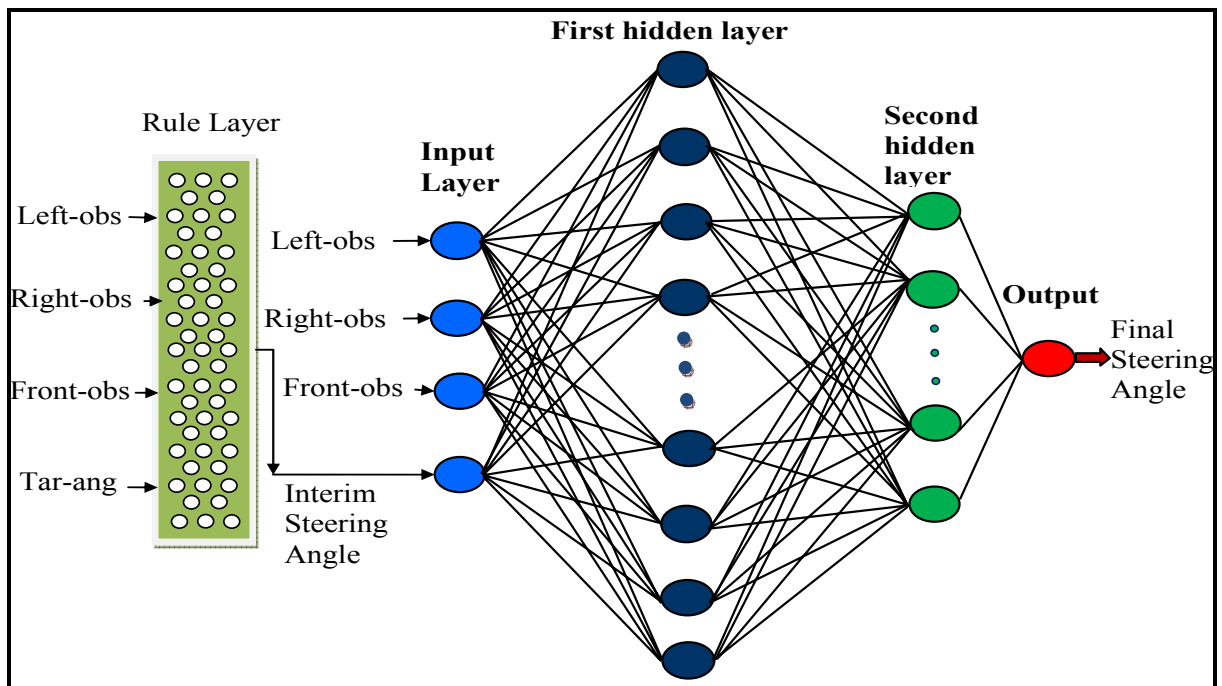 First hidden layer
Rule Layer
Left-obs
Right-obs
Front-obs
Tar-ang
Interim
Steering
Angle
Input
Layer
Left-obs
Right-obs
Front-obs
Second
hidden
layer
Output
Final
Steering
Angle